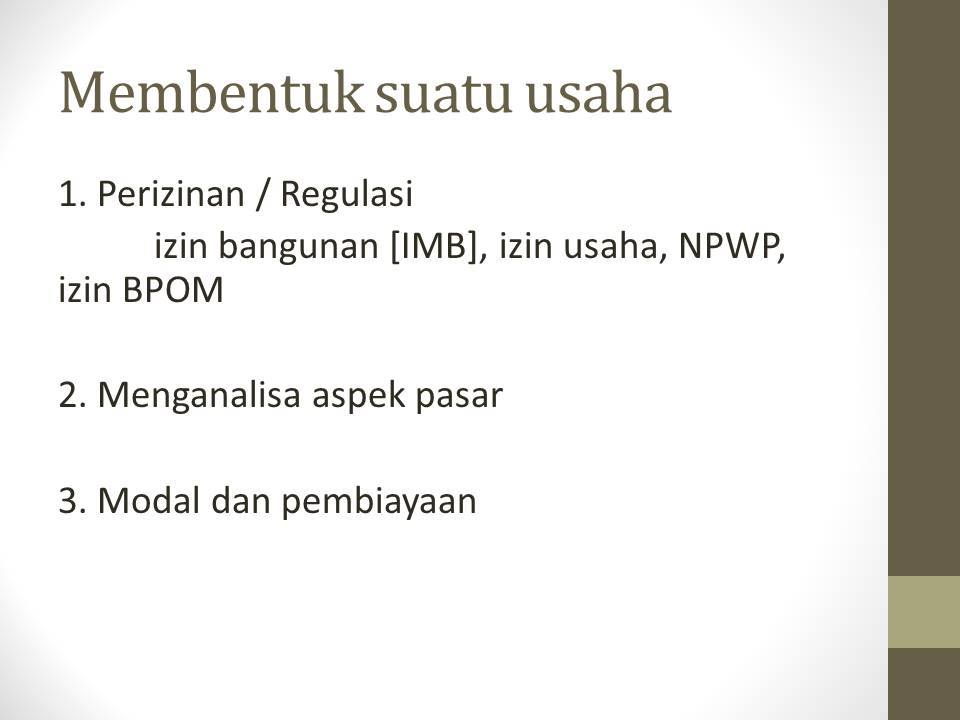 Membentuk suatu usaha
1. Perizinan / Regulasi
izin bangunan [IMB], izin usaha, NPWP,
izin BPOM
2. Menganalisa aspek pasar
3. Modal dan pembiayaan